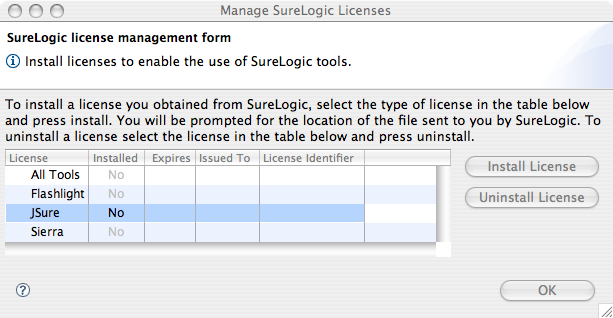 Manage SureLogic Licenses
SureLogic license management form
Install licenses to enable the use of SureLogic tools.
To install a license you obtained from SureLogic, select the type of license in the table below
and press install. You will be prompted for the location of the file sent to you by SureLogic. To
uninstall a license select the license in the table below and press uninstall.
License Installed Expires Issued To License Identifier
All Tools No
Flashlight No
JSure No
Sierra No
Install License
Uninstall License
? OK